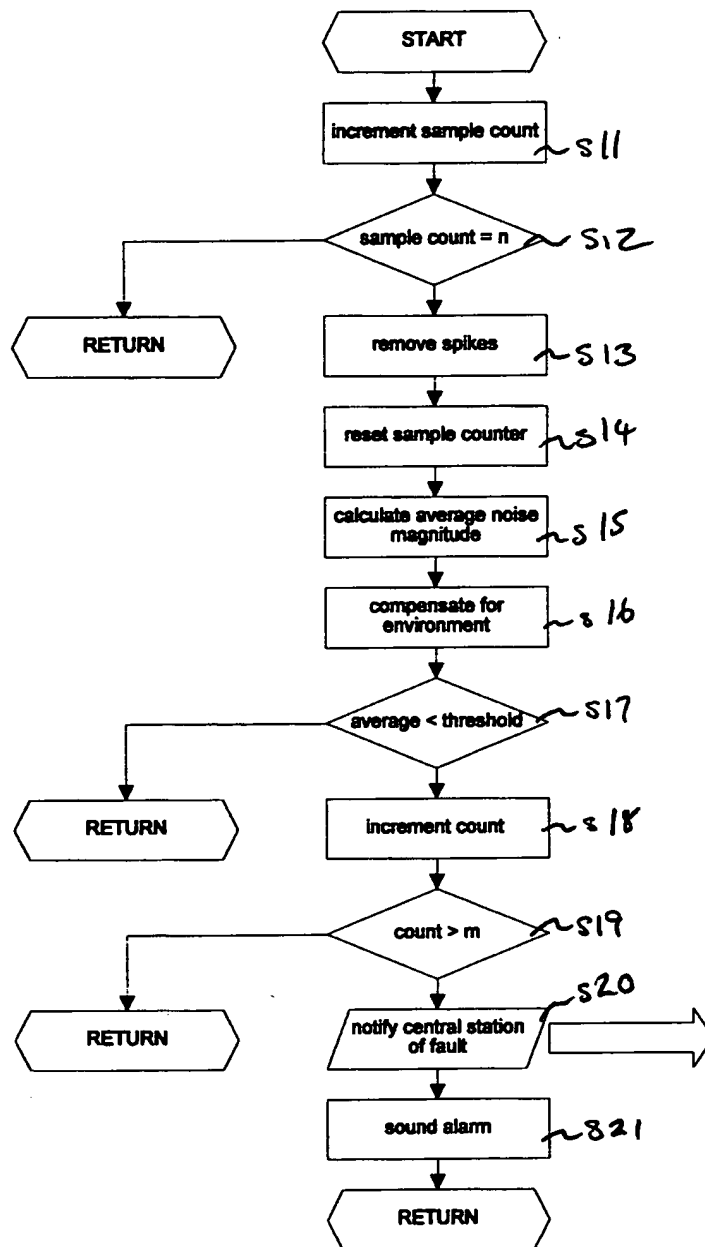 START
increment sample count
s11
sample count = n
s12
RETURN
remove spikes
s13
reset sample counter
s14
calculate average noise
magnitude
s15
compensate for
environment
s16
average < threshold
s17
RETURN
increment count
s18
count > m
s19
RETURN
s20
notify central station
of fault
sound alarm
s21
RETURN